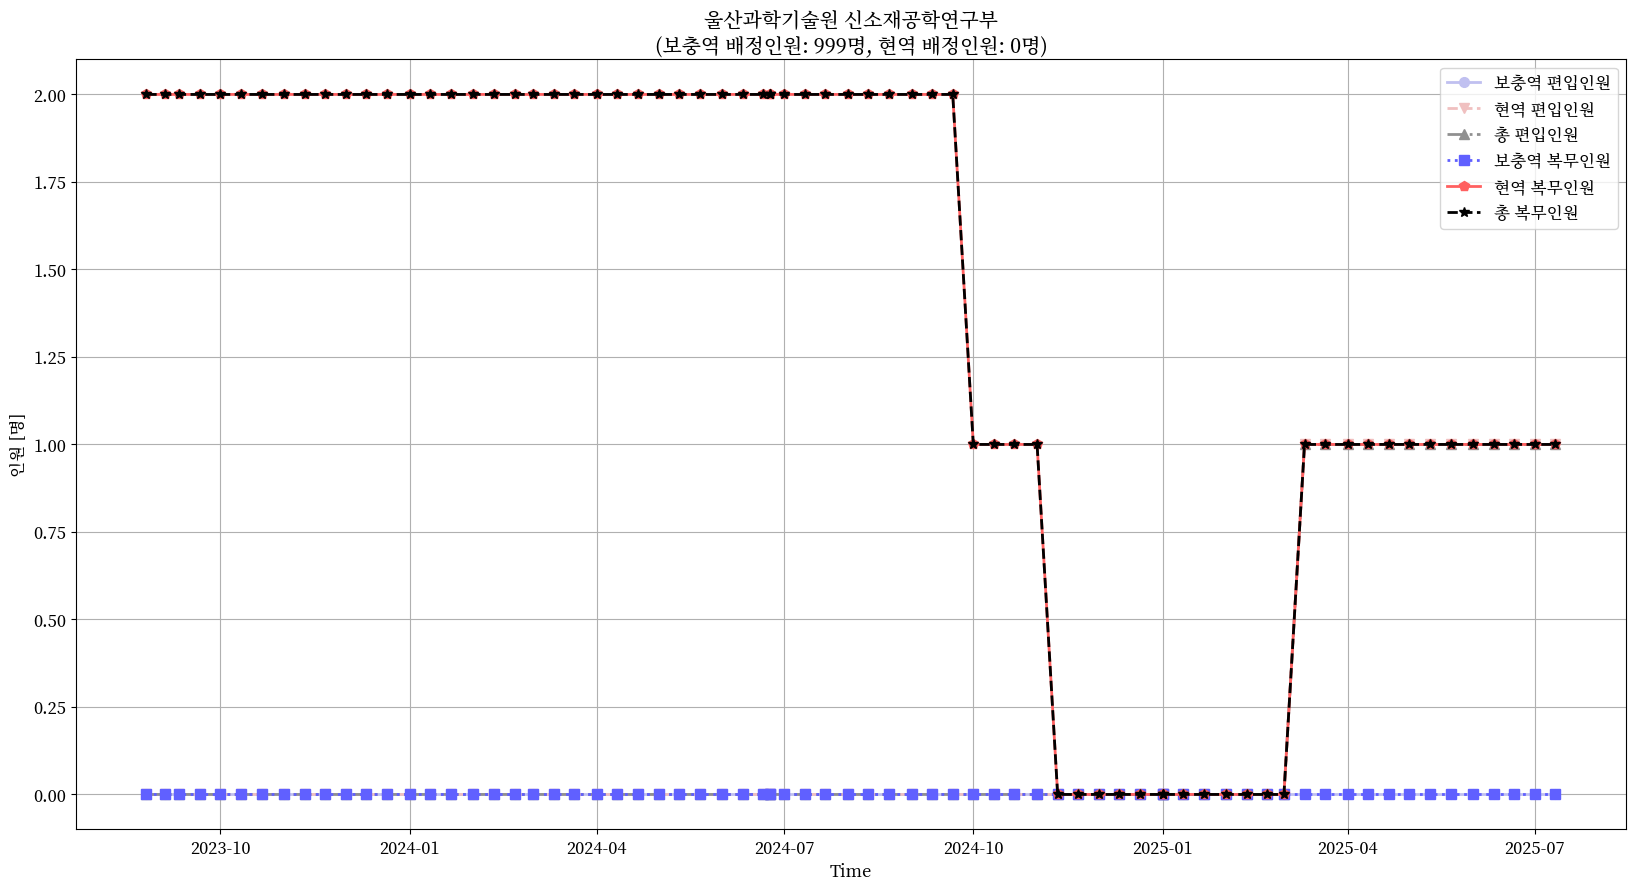 울산과학기술원 신소재공학연구부
(보충역 배정인원: 999명, 현역 배정인원: 0명)
보충역 편입인원
현역 편입인원
총 편입인원
보충역 복무인원
현역 복무인원
총 복무인원
2.00
1.75
1.50
1.25
1.00
0.75
0.50
0.25
0.00
인원 [명]
2023-10
2024-01
2024-04
2024-07
2024-10
2025-01
2025-04
2025-07
Time